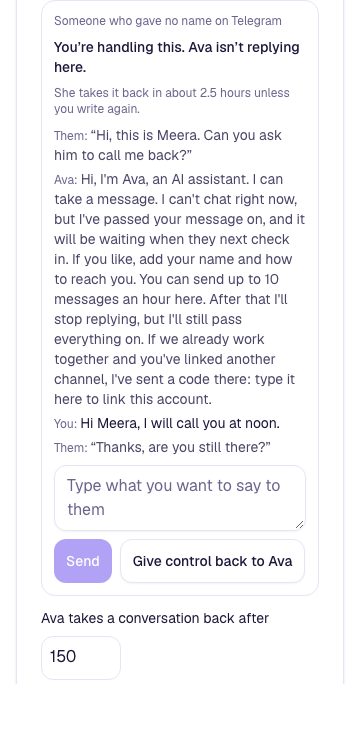 Someone who gave no name on Telegram
You’re handling this. Ava isn’t replying
here.
She takes it back in about 2.5 hours unless
you write again.
Them: “Hi, this is Meera. Can you ask
him to call me back?”
Ava: Hi, I'm Ava, an AI assistant. I can
take a message. I can't chat right now,
but I've passed your message on, and it
will be waiting when they next check
in. If you like, add your name and how
to reach you. You can send up to 10
messages an hour here. After that I'll
stop replying, but I'll still pass
everything on. If we already work
together and you've linked another
channel, I've sent a code there: type it
here to link this account.
You: Hi Meera, I will call you at noon.
Them: “Thanks, are you still there?”
Type what you want to say to
them
Send
Give control back to Ava
Ava takes a conversation back after
150